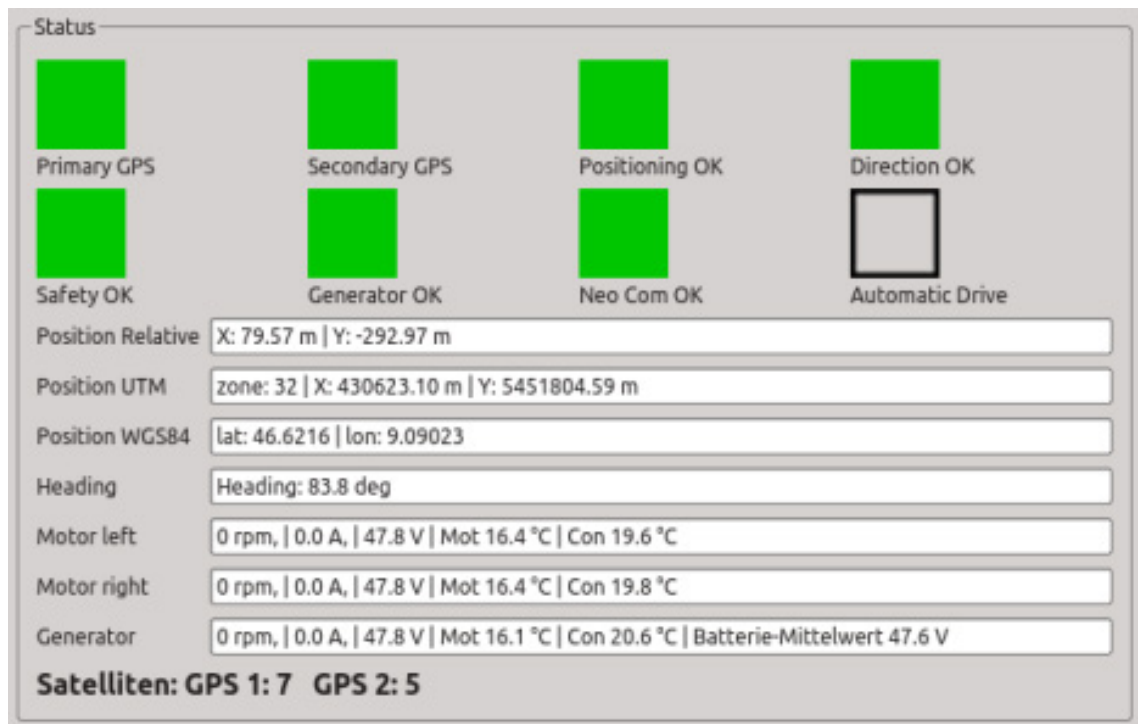 Status
Primary GPS Secondary GPS Positioning OK Direction OK
Safety OK Generator OK Neo Com OK Automatic Drive
Position Relative X: 79.57 m | Y: -292.97 m
Position UTM zone: 32 | X: 430623.10 m | Y: 5451804.59 m
Position WGS84 lat: 46.6216 | lon: 9.09023
Heading Heading: 83.8 deg
Motor left 0 rpm, | 0.0 A, | 47.8 V | Mot 16.4 °C | Con 19.6 °C
Motor right 0 rpm, | 0.0 A, | 47.8 V | Mot 16.4 °C | Con 19.8 °C
Generator 0 rpm, | 0.0 A, | 47.8 V | Mot 16.1 °C | Con 20.6 °C | Batterie-Mittelwert 47.6 V
Satelliten: GPS 1: 7 GPS 2: 5